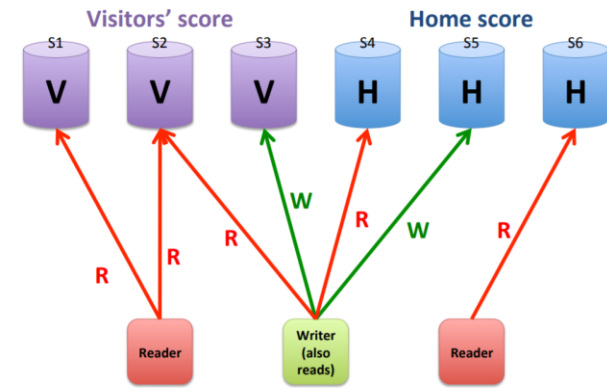 Visitors' score
Home score
S1
S2
S3
S4
S5
S6
V
V
V
H
H
H
W
R
R
R
R
W
R
Reader
Writer
(also
reads)
Reader